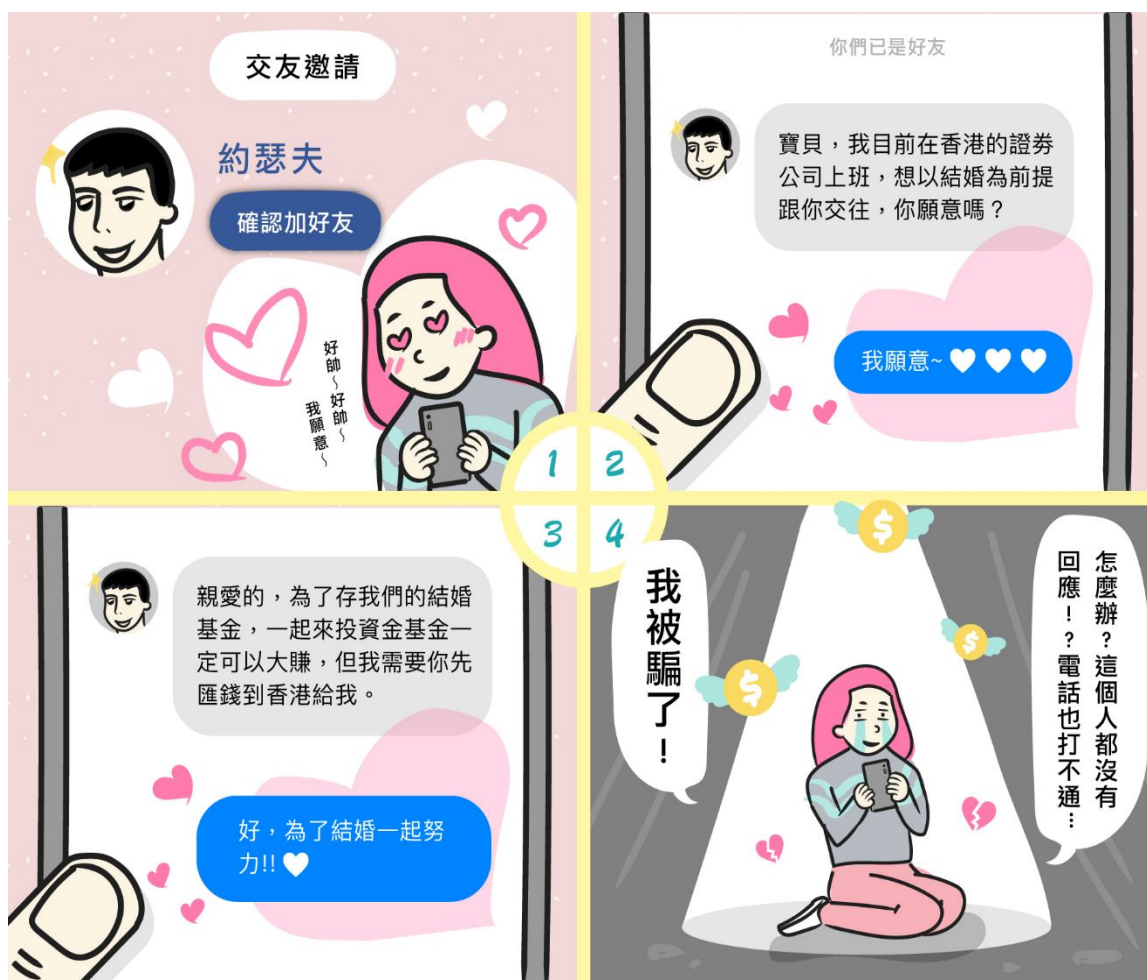 交友邀請
約瑟夫
確認加好友
好帥～好帥～
我願意～
你們已是好友
寶貝，我目前在香港的證券
公司上班，想以結婚為前提
跟你交往，你願意嗎？
我願意~
1
2
3
4
親愛的，為了存我們的結婚
基金，一起來投資金基金一
定可以大賺，但我需要你先
匯錢到香港給我。
好，為了結婚一起努
力!!
怎麼辦？這個人都沒有
回應！？電話也打不通…
我被騙了！
$
$
$